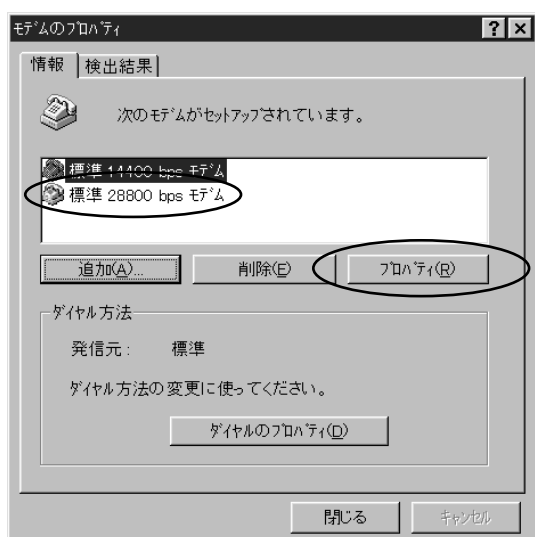 モデムのプロパティ
情報 検出結果
次のモデムがセットアップされています。
標準 14400 bps モデム
標準 28800 bps モデム
追加(A)... 削除(E) プロパティ(R)
ダイヤル方法
発信元: 標準
ダイヤル方法の変更に使ってください。
ダイヤルのプロパティ(D)
閉じる キャンセル